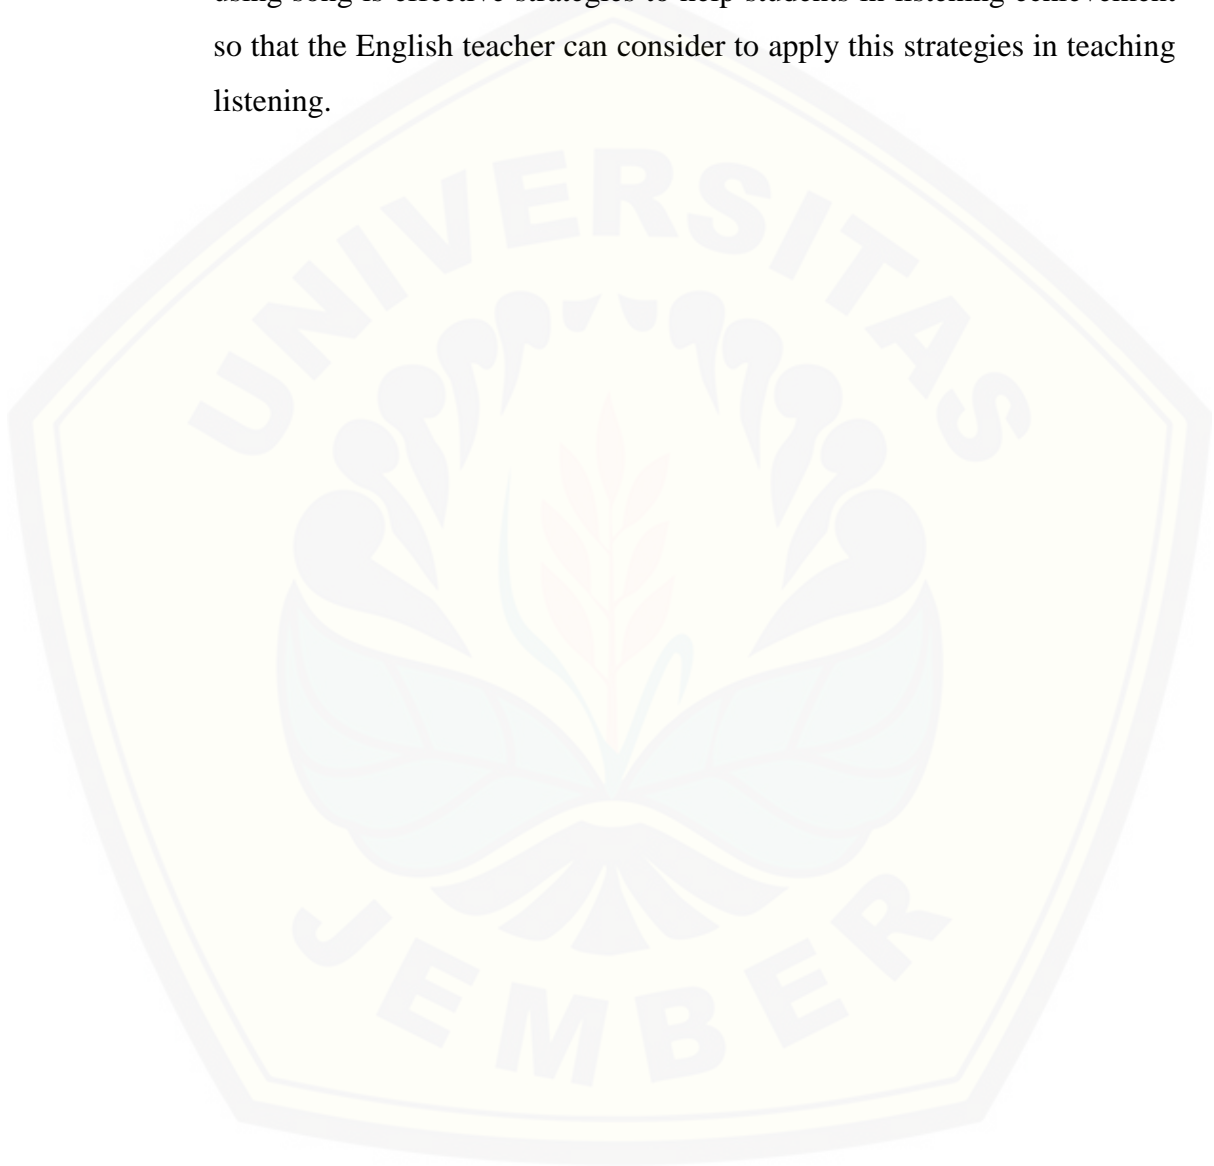 using song is effective strategies to help students in listening
so that the English teacher can consider to apply this strategies in teaching
listening.
UNIVERSITAS
JEMBER